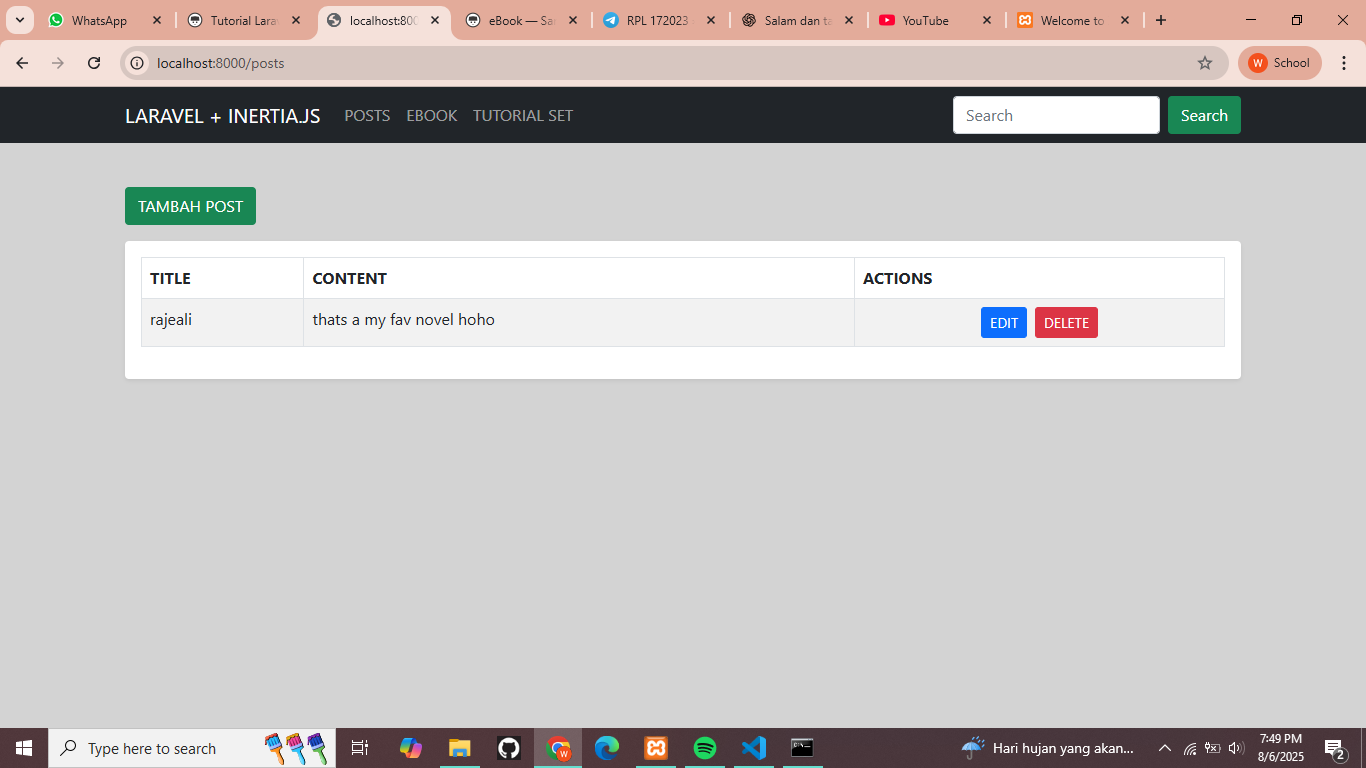 WhatsApp
Tutorial Larav
localhost:800
eBook — Sa
RPL 172023
Salam dan ta
YouTube
Welcome to
localhost:8000/posts
W School
LARAVEL + INERTIA.JS POSTS EBOOK TUTORIAL SET Search Search
TAMBAH POST
TITLE CONTENT ACTIONS
rajeali thats a my fav novel hoho EDIT DELETE
Type here to search
Hari hujan yang akan...
7:49 PM
8/6/2025
2